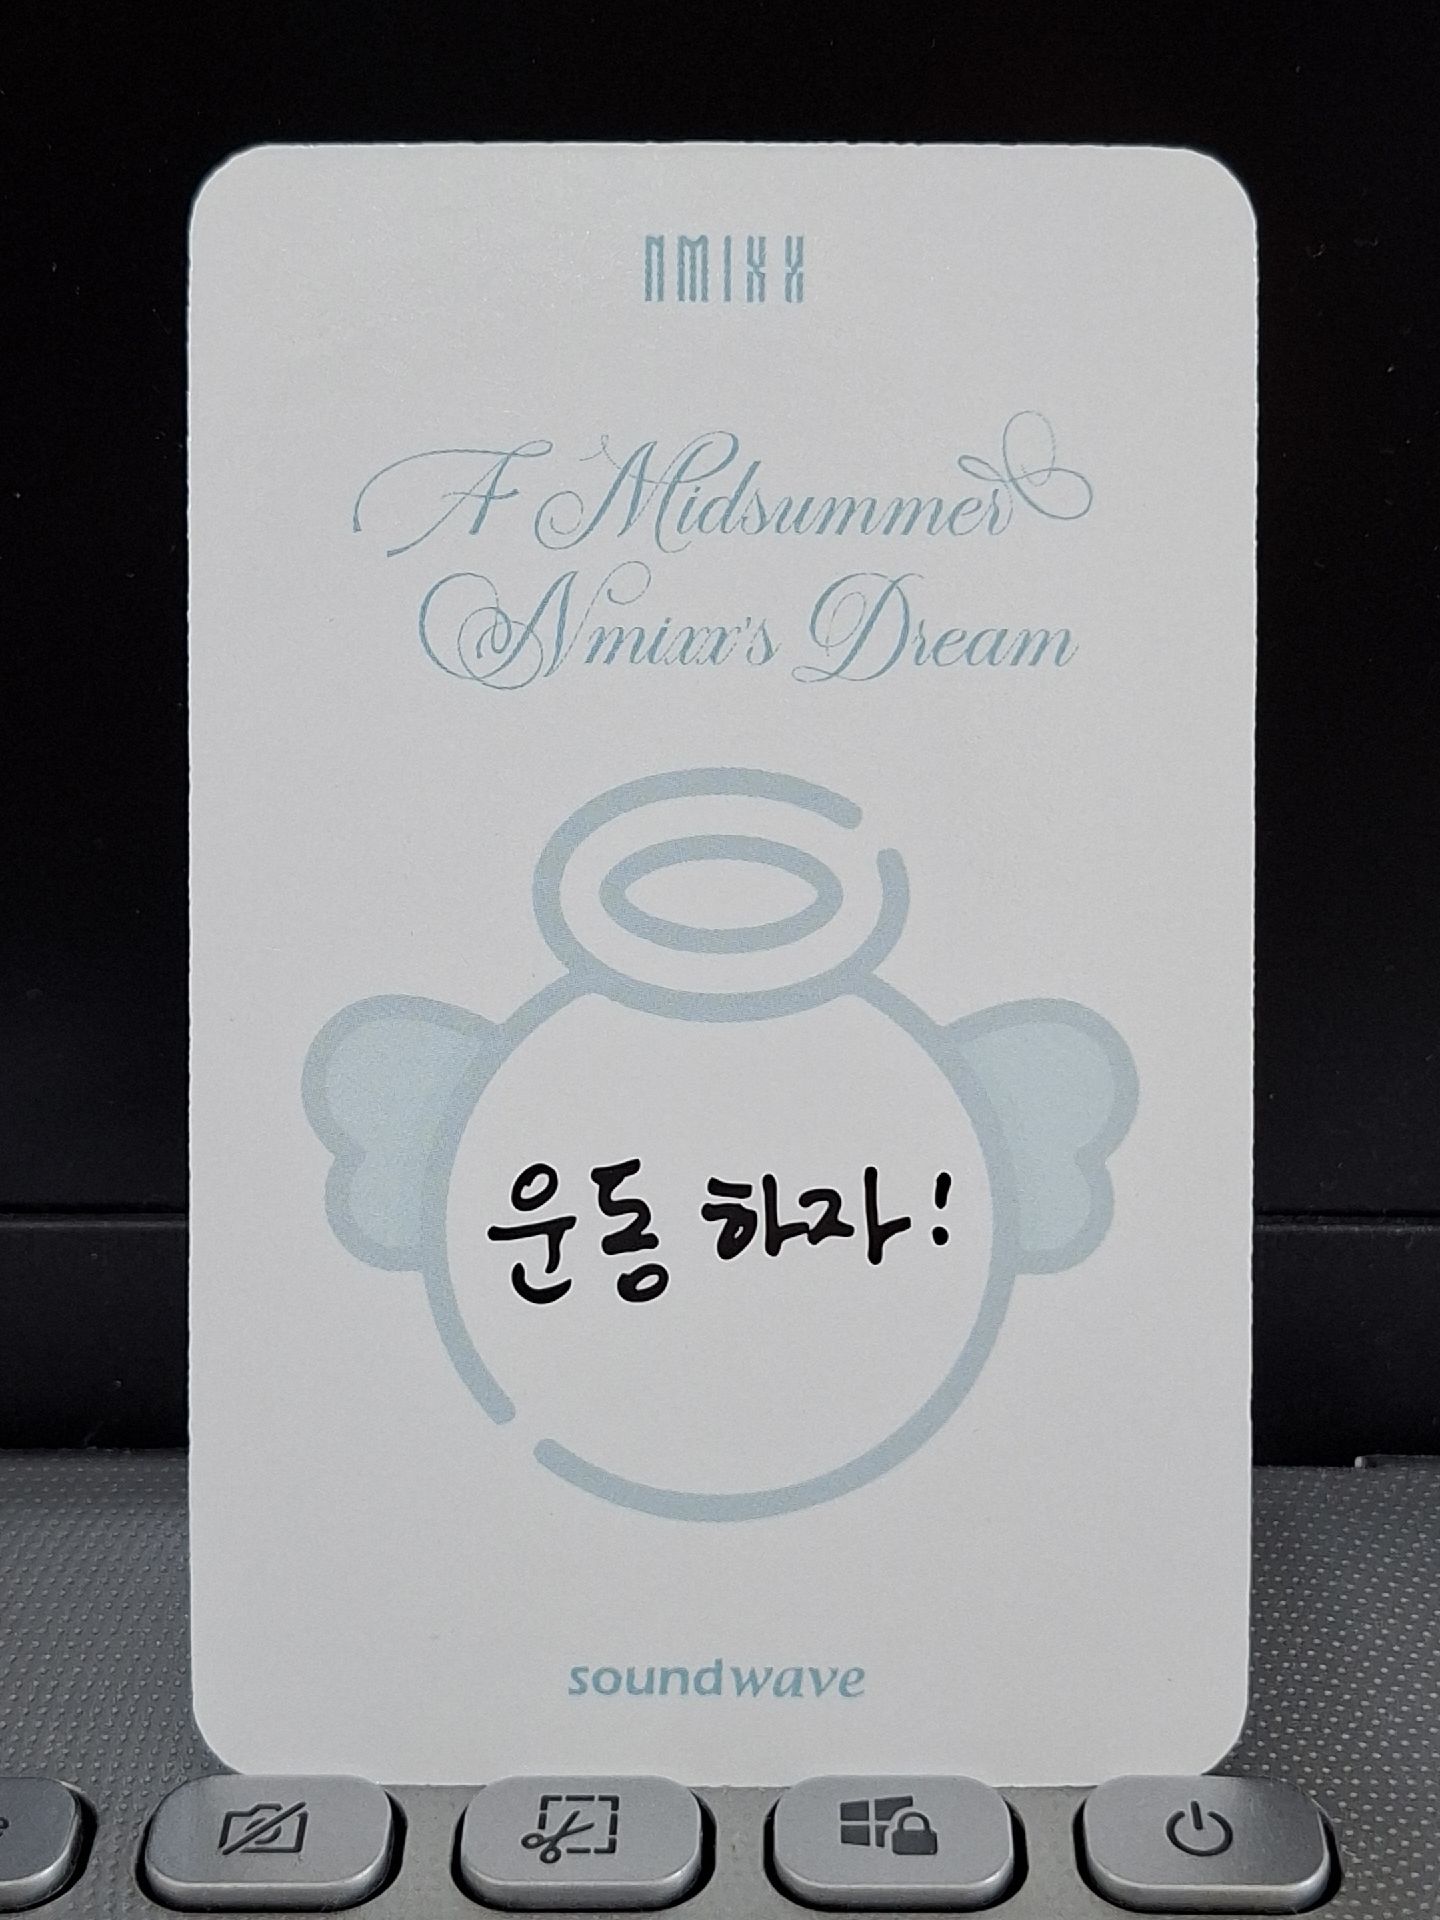 NMIXX
A Midsummer
Nmixx's Dream
운동 하자!
soundwave